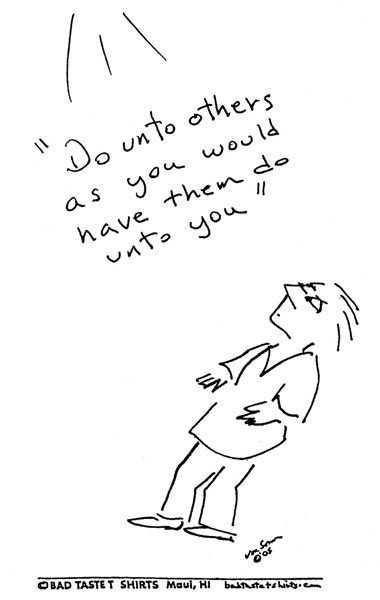 "Do unto others
as you would
have them do
unto you"
©'05
©BAD TASTE T SHIRTS Maui, HI badtastetshirts.com